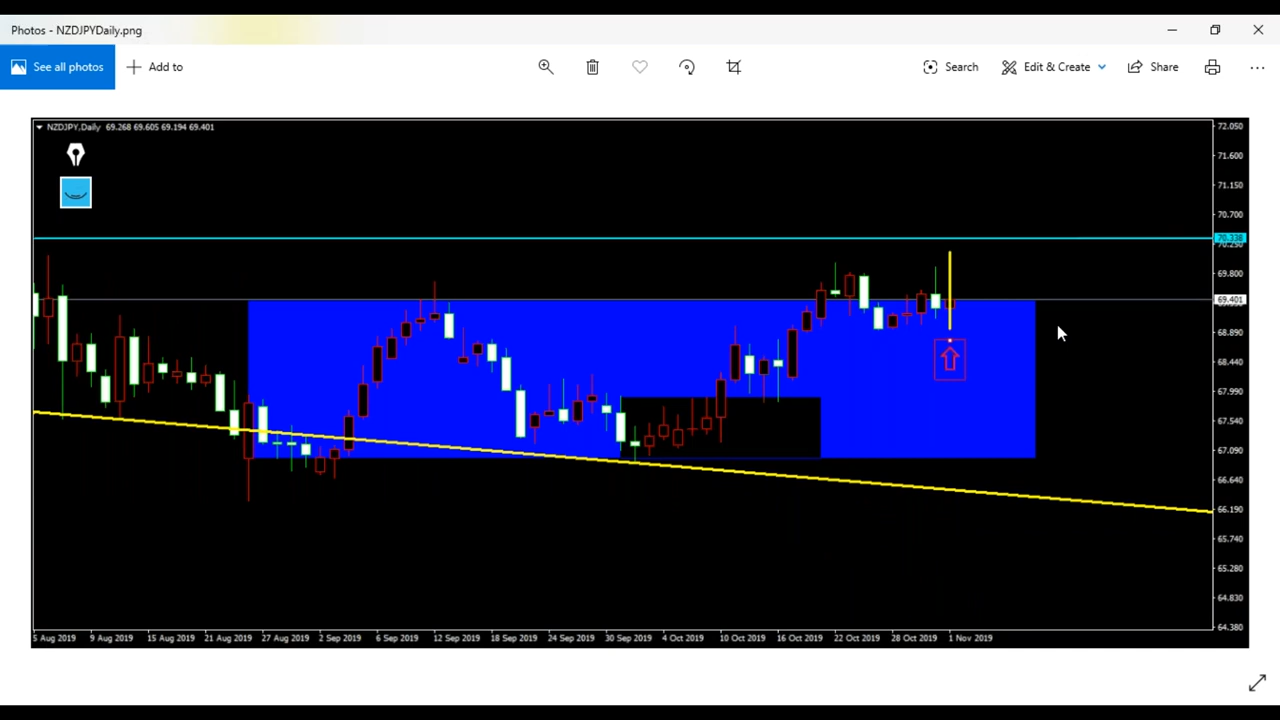 Photos - NZDJPYDaily.png
See all photos
Add to
Search
Edit & Create
Share
NZDJPY,Daily 69.268 69.605 69.194 69.401
72.050
71.600
71.150
70.700
70.338
70.250
69.800
69.401
68.890
68.440
67.990
67.540
67.090
66.640
66.190
65.740
65.280
64.830
64.380
5 Aug 2019 9 Aug 2019 15 Aug 2019 21 Aug 2019 27 Aug 2019 2 Sep 2019 6 Sep 2019 12 Sep 2019 18 Sep 2019 24 Sep 2019 30 Sep 2019 4 Oct 2019 10 Oct 2019 16 Oct 2019 22 Oct 2019 28 Oct 2019 1 Nov 2019